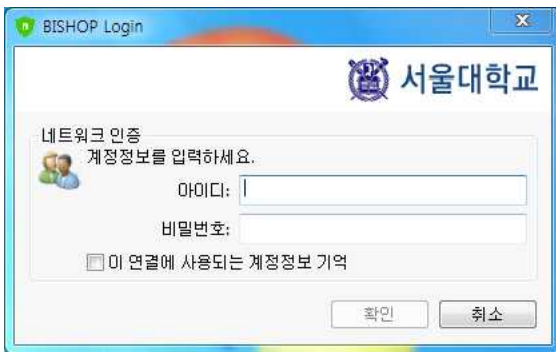 BISHOP Login
서울대학교
네트워크 인증
계정정보를 입력하세요.
아이디:
비밀번호:
이 연결에 사용되는 계정정보 기억
확인
취소